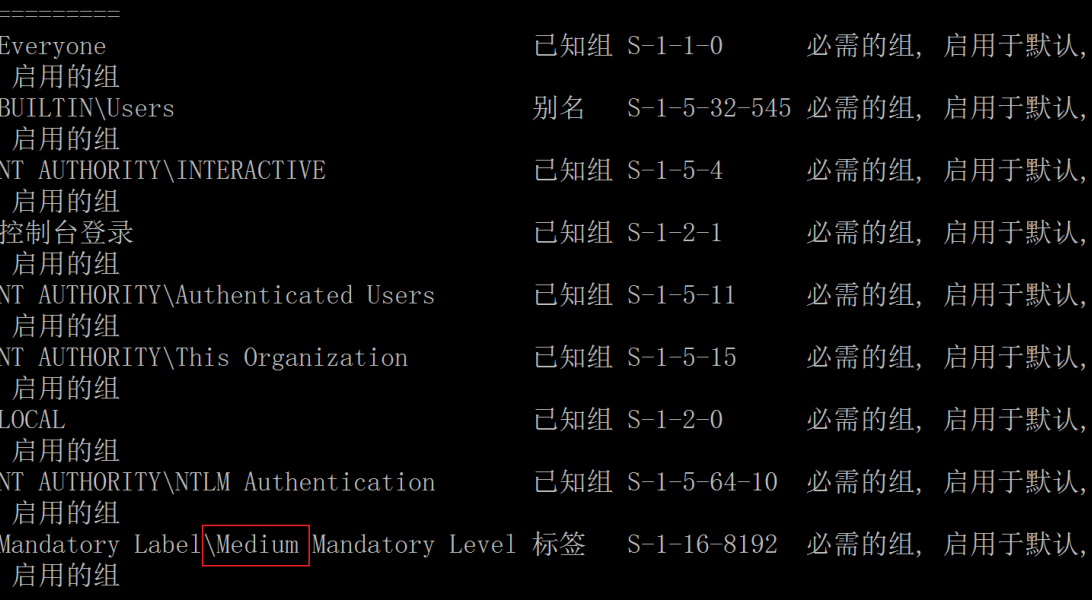 =========
Everyone 已知组 S-1-1-0 必需的组, 启用于默认,
启用的组
BUILTIN\Users 别名 S-1-5-32-545 必需的组, 启用于默认,
启用的组
NT AUTHORITY\INTERACTIVE 已知组 S-1-5-4 必需的组, 启用于默认,
启用的组
控制台登录 已知组 S-1-2-1 必需的组, 启用于默认,
启用的组
NT AUTHORITY\Authenticated Users 已知组 S-1-5-11 必需的组, 启用于默认,
启用的组
NT AUTHORITY\This Organization 已知组 S-1-5-15 必需的组, 启用于默认,
启用的组
LOCAL 已知组 S-1-2-0 必需的组, 启用于默认,
启用的组
NT AUTHORITY\NTLM Authentication 已知组 S-1-5-64-10 必需的组, 启用于默认,
启用的组
Mandatory Label\Medium Mandatory Level 标签 S-1-16-8192 必需的组, 启用于默认,
启用的组